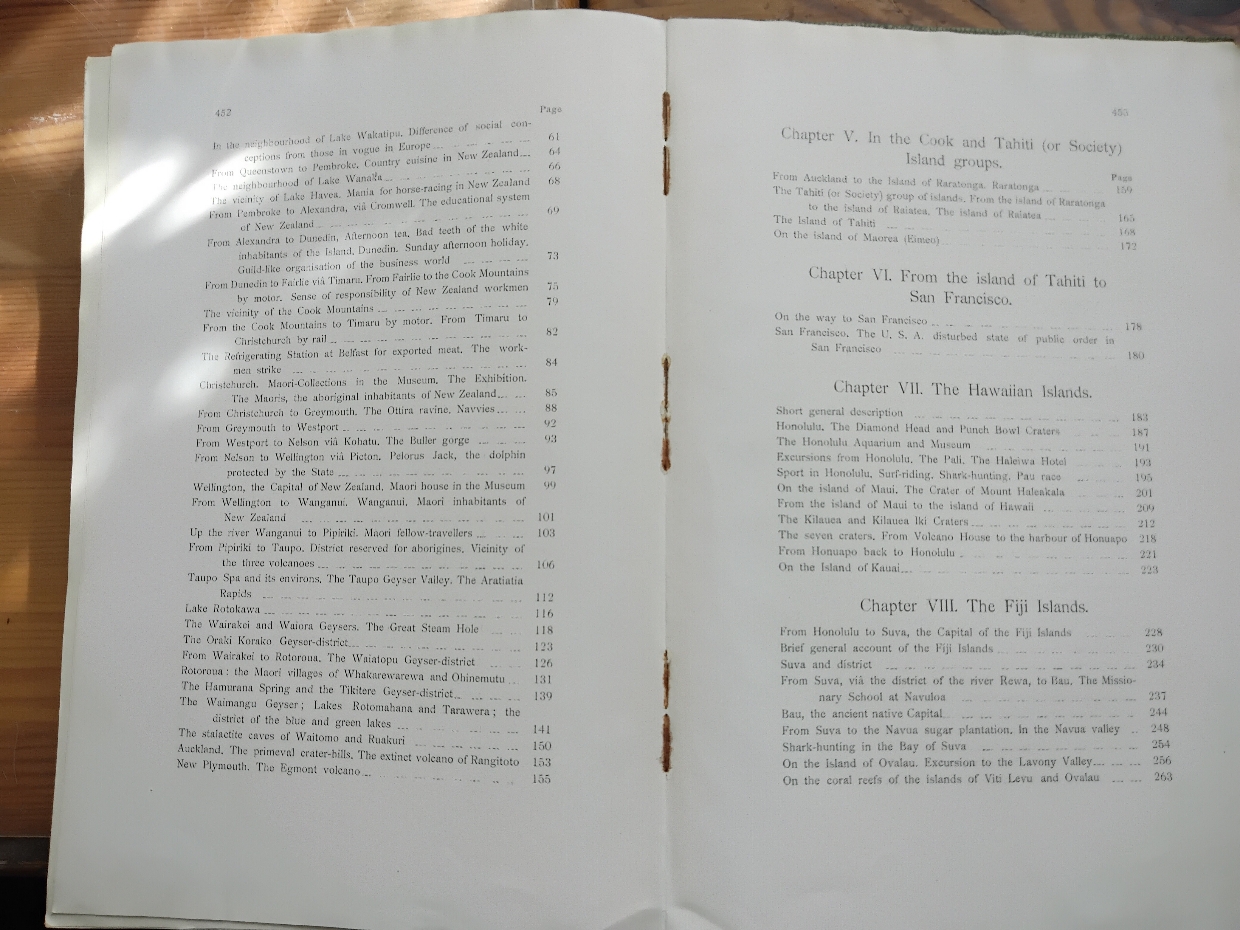 452
Page
In the neighbourhood of Lake Wakatipu. Difference of social con-
ceptions from those in vogue in Europe 61
From Queenstown to Pembroke. Country cuisine in New Zealand 64
The neighbourhood of Lake Wanaka 66
The vicinity of Lake Havea. Mania for horse-racing in New Zealand 68
From Pembroke to Alexandra, viâ Cromwell. The educational system
of New Zealand 69
From Alexandra to Dunedin, Afternoon tea. Bad teeth of the white
inhabitants of the Island. Dunedin. Sunday afternoon holiday.
Guild-like organisation of the business world 73
From Dunedin to Fairlie viâ Timaru. From Fairlie to the Cook Mountains
by motor. Sense of responsibility of New Zealand workmen 75
The vicinity of the Cook Mountains 79
From the Cook Mountains to Timaru by motor. From Timaru to
Christchurch by rail 82
The Refrigerating Station at Belfast for exported meat. The work-
men strike 84
Christchurch. Maori-Collections in the Museum. The Exhibition.
The Maoris, the aboriginal inhabitants of New Zealand 85
From Christchurch to Greymouth. The Ottira ravine. Navvies 88
From Greymouth to Westport 92
From Westport to Nelson viâ Kohatu. The Buller gorge 93
From Nelson to Wellington viâ Picton. Pelorus Jack, the dolphin
protected by the State 97
Wellington, the Capital of New Zealand. Maori house in the Museum 99
From Wellington to Wanganui. Wanganui. Maori inhabitants of
New Zealand 101
Up the river Wanganui to Pipiriki. Maori fellow-travellers 103
From Pipiriki to Taupo. District reserved for aborigines. Vicinity of
the three volcanoes 106
Taupo Spa and its environs. The Taupo Geyser Valley. The Aratiatia
Rapids 112
Lake Rotokawa 116
The Wairakei and Waiora Geysers. The Great Steam Hole 118
The Oraki Korako Geyser-district 123
From Wairakei to Rotorona. The Waiatopu Geyser-district 126
Rotorona: the Maori villages of Whakarewarewa and Ohinemutu 131
The Hamurana Spring and the Tikitere Geyser-district 139
The Waimangu Geyser; Lakes Rotomahana and Tarawera; the
district of the blue and green lakes 141
The stalactite caves of Waitomo and Ruakuri 150
Auckland. The primeval crater-hills. The extinct volcano of Rangitoto 153
New Plymouth. The Egmont volcano 155
453
Chapter V. In the Cook and Tahiti (or Society)
Island groups.
Page
From Auckland to the Island of Raratonga. Raratonga 159
The Tahiti (or Society) group of islands. From the island of Raratonga
to the island of Raiatea. The island of Raiatea 165
The Island of Tahiti 168
On the island of Maorea (Eimeo) 172
Chapter VI. From the island of Tahiti to
San Francisco.
On the way to San Francisco 178
San Francisco. The U. S. A. disturbed state of public order in
San Francisco 180
Chapter VII. The Hawaiian Islands.
Short general description 183
Honolulu. The Diamond Head and Punch Bowl Craters 187
The Honolulu Aquarium and Museum 191
Excursions from Honolulu. The Pali. The Haleiwa Hotel 193
Sport in Honolulu. Surf-riding. Shark-hunting. Pau race 195
On the island of Maui. The Crater of Mount Haleakala 201
From the island of Maui to the island of Hawaii 209
The Kilauea and Kilauea Iki Craters 212
The seven craters. From Volcano House to the harbour of Honuapo 218
From Honuapo back to Honolulu 221
On the Island of Kauai 223
Chapter VIII. The Fiji Islands.
From Honolulu to Suva, the Capital of the Fiji Islands 228
Brief general account of the Fiji Islands 230
Suva and district 234
From Suva, viâ the district of the river Rewa, to Bau. The Missio-
nary School at Navuloa 237
Bau, the ancient native Capital 244
From Suva to the Navua sugar plantation. In the Navua valley 248
Shark-hunting in the Bay of Suva 254
On the Island of Ovalau. Excursion to the Lavony Valley 256
On the coral reefs of the islands of Viti Levu and Ovalau 263